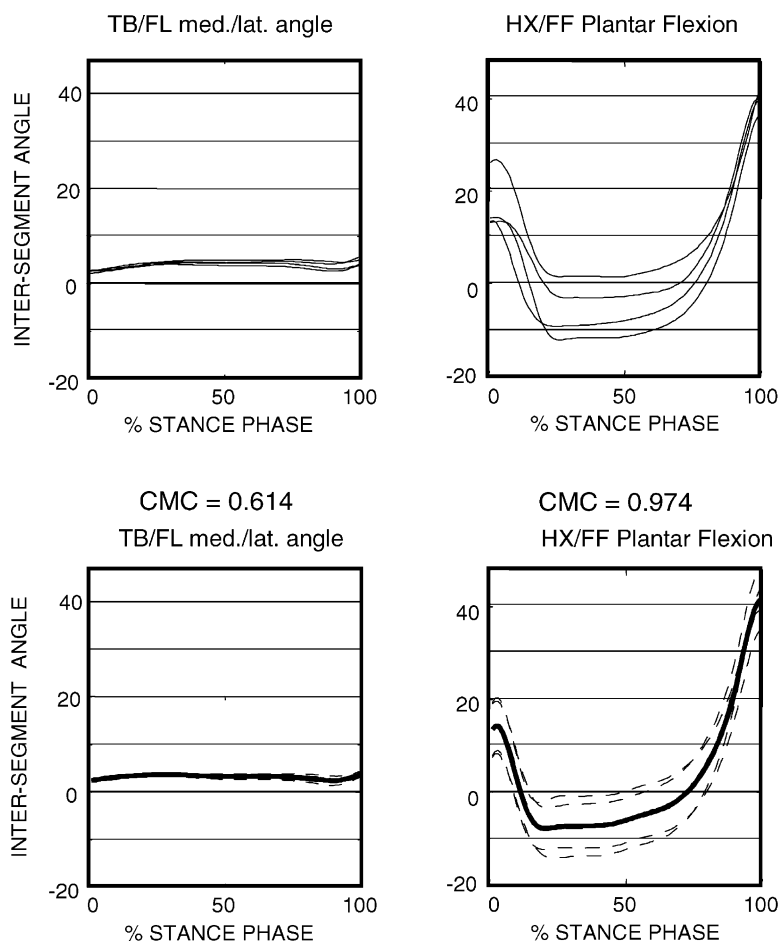 TB/FL med./lat. angle
HX/FF Plantar Flexion
INTER-SEGMENT ANGLE
40
20
0
-20
0 50 100
% STANCE PHASE
40
20
0
-20
0 50 100
% STANCE PHASE
CMC = 0.614
TB/FL med./lat. angle
CMC = 0.974
HX/FF Plantar Flexion
INTER-SEGMENT ANGLE
40
20
0
-20
0 50 100
% STANCE PHASE
40
20
0
-20
0 50 100
% STANCE PHASE